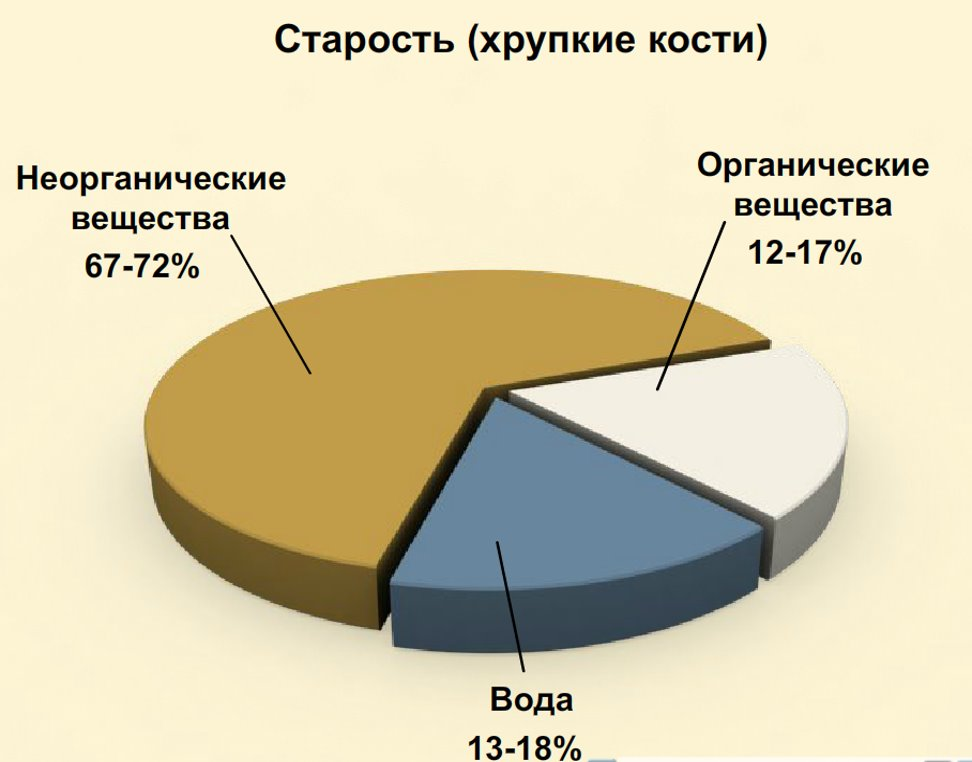 Старость (хрупкие кости)
Неорганические
вещества
67-72%
Органические
вещества
12-17%
Вода
13-18%